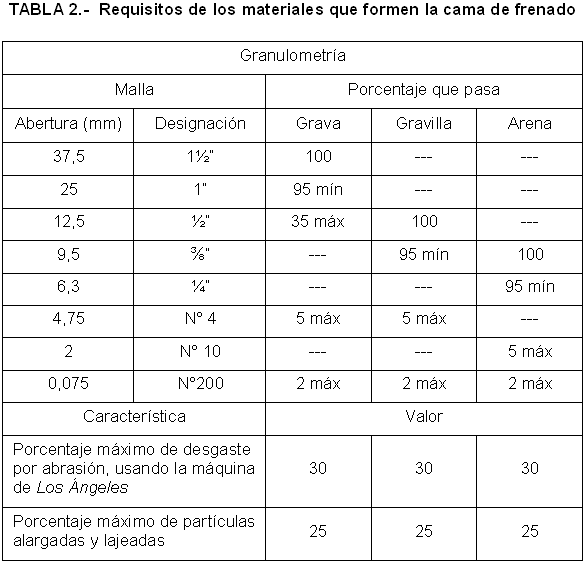 TABLA 2.- Requisitos de los materiales que formen la cama de frenado
Granulometría
Malla Porcentaje que pasa
Abertura (mm) Designación Grava Gravilla Arena
37,5 1½" 100 --- ---
25 1" 95 mín --- ---
12,5 ½" 35 máx 100 ---
9,5 ⅜" --- 95 mín 100
6,3 ¼" --- --- 95 mín
4,75 N° 4 5 máx 5 máx ---
2 N° 10 --- --- 5 máx
0,075 N°200 2 máx 2 máx 2 máx
Característica Valor
Porcentaje máximo de desgaste
por abrasión, usando la máquina
de Los Ángeles
30 30 30
Porcentaje máximo de partículas
alargadas y lajeadas
25 25 25